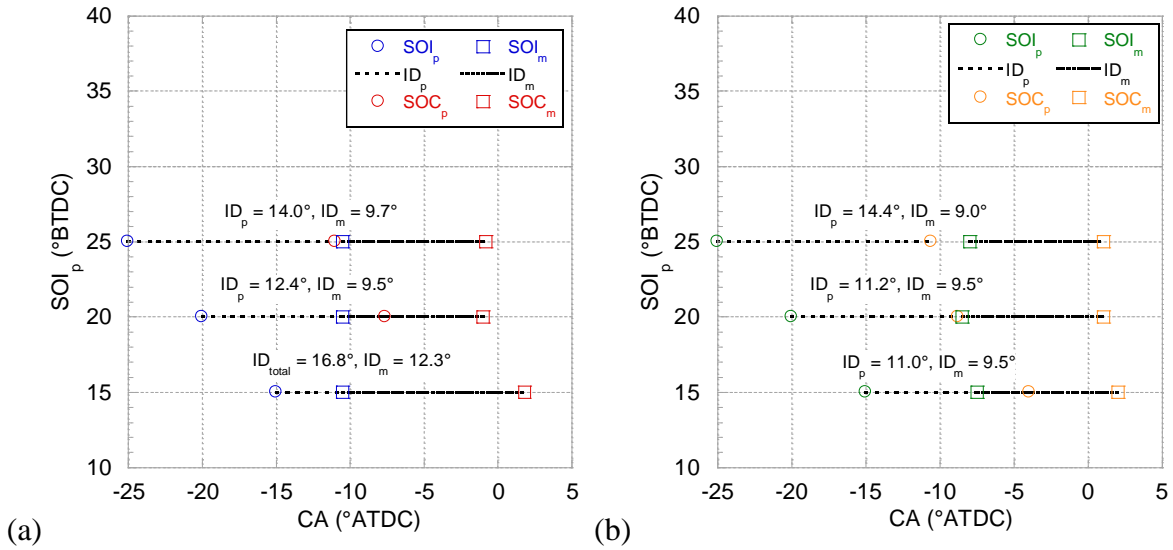 40
35
30
25
20
15
10
SOIp (°BTDC)
SOIp SOIm
IDp IDm
SOCp SOCm
IDp = 14.0°, IDm = 9.7°
IDp = 12.4°, IDm = 9.5°
IDtotal = 16.8°, IDm = 12.3°
-25 -20 -15 -10 -5 0 5
CA (°ATDC)
(a)
40
35
30
25
20
15
10
SOIp (°BTDC)
SOIp SOIm
IDp IDm
SOCp SOCm
IDp = 14.4°, IDm = 9.0°
IDp = 11.2°, IDm = 9.5°
IDp = 11.0°, IDm = 9.5°
-25 -20 -15 -10 -5 0 5
CA (°ATDC)
(b)